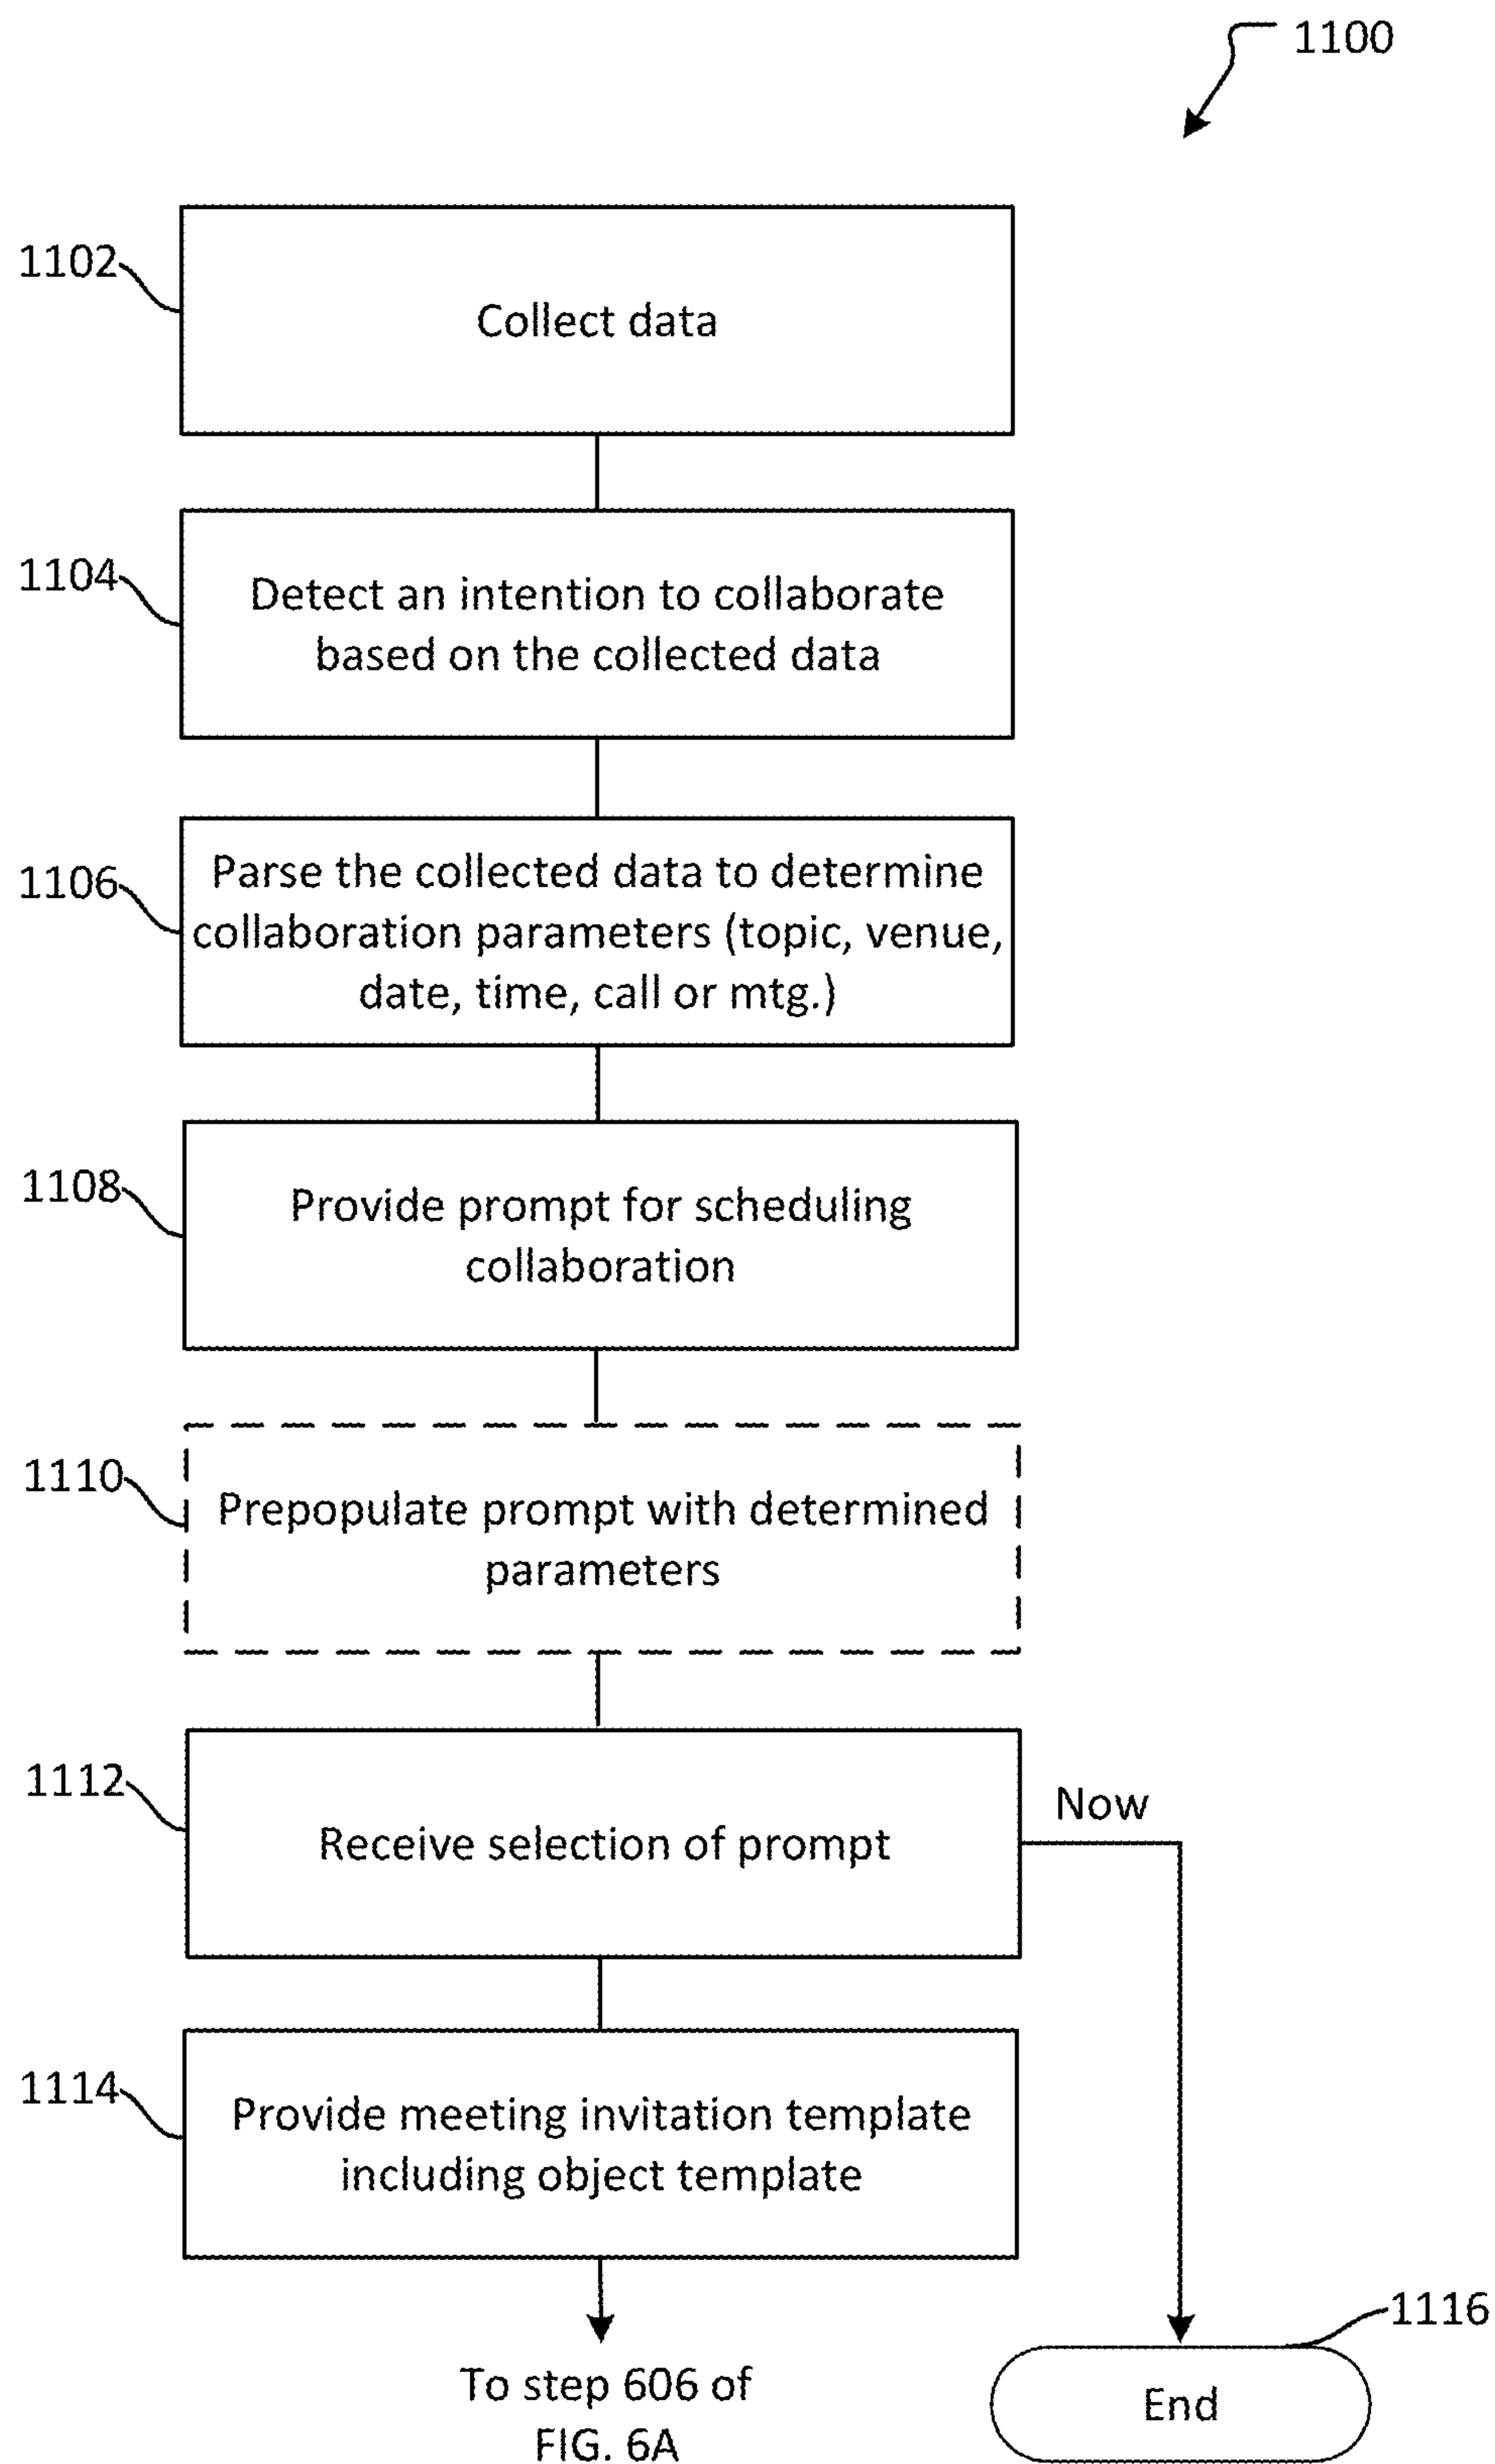 1100
1102
Collect data
1104
Detect an intention to collaborate
based on the collected data
1106
Parse the collected data to determine
collaboration parameters (topic, venue,
date, time, call or mtg.)
1108
Provide prompt for scheduling
collaboration
1110
Prepopulate prompt with determined
parameters
1112
Receive selection of prompt
Now
1114
Provide meeting invitation template
including object template
1116
To step 606 of
FIG. 6A
End